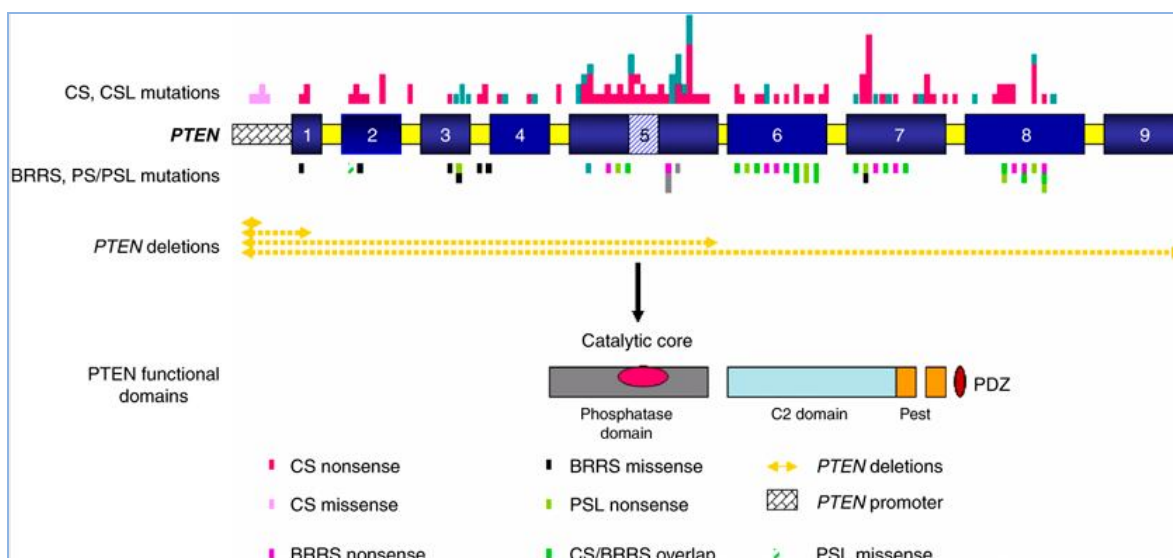 CS, CSL mutations
PTEN 1 2 3 4 5 6 7 8 9
BRRS, PS/PSL mutations
PTEN deletions
Catalytic core
PTEN functional
domains
PDZ
Phosphatase
domain
C2 domain
Pest
CS nonsense
BRRS missense
PTEN deletions
CS missense
PSL nonsense
PTEN promoter
BRRS nonsense
CS/BRRS overlap
PSL missense